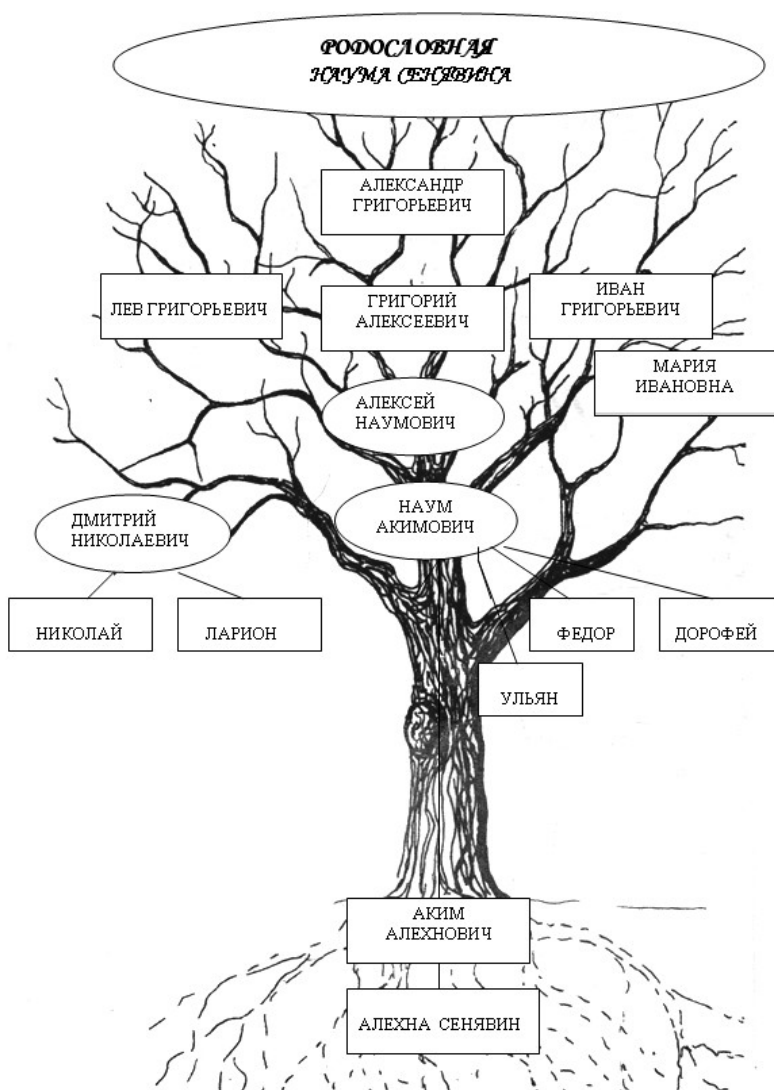 РОДОСЛОВНАЯ
НАУМА СЕНЯВИНА
АЛЕКСАНДР
ГРИГОРЬЕВИЧ
ЛЕВ ГРИГОРЬЕВИЧ
ГРИГОРИЙ
АЛЕКСЕЕВИЧ
ИВАН
ГРИГОРЬЕВИЧ
МАРИЯ
ИВАНОВНА
АЛЕКСЕЙ
НАУМОВИЧ
ДМИТРИЙ
НИКОЛАЕВИЧ
НАУМ
АКИМОВИЧ
НИКОЛАЙ
ЛАРИОН
ФЕДОР
ДОРОФЕЙ
УЛЬЯН
АКИМ
АЛЕХНОВИЧ
АЛЕХНА СЕНЯВИН